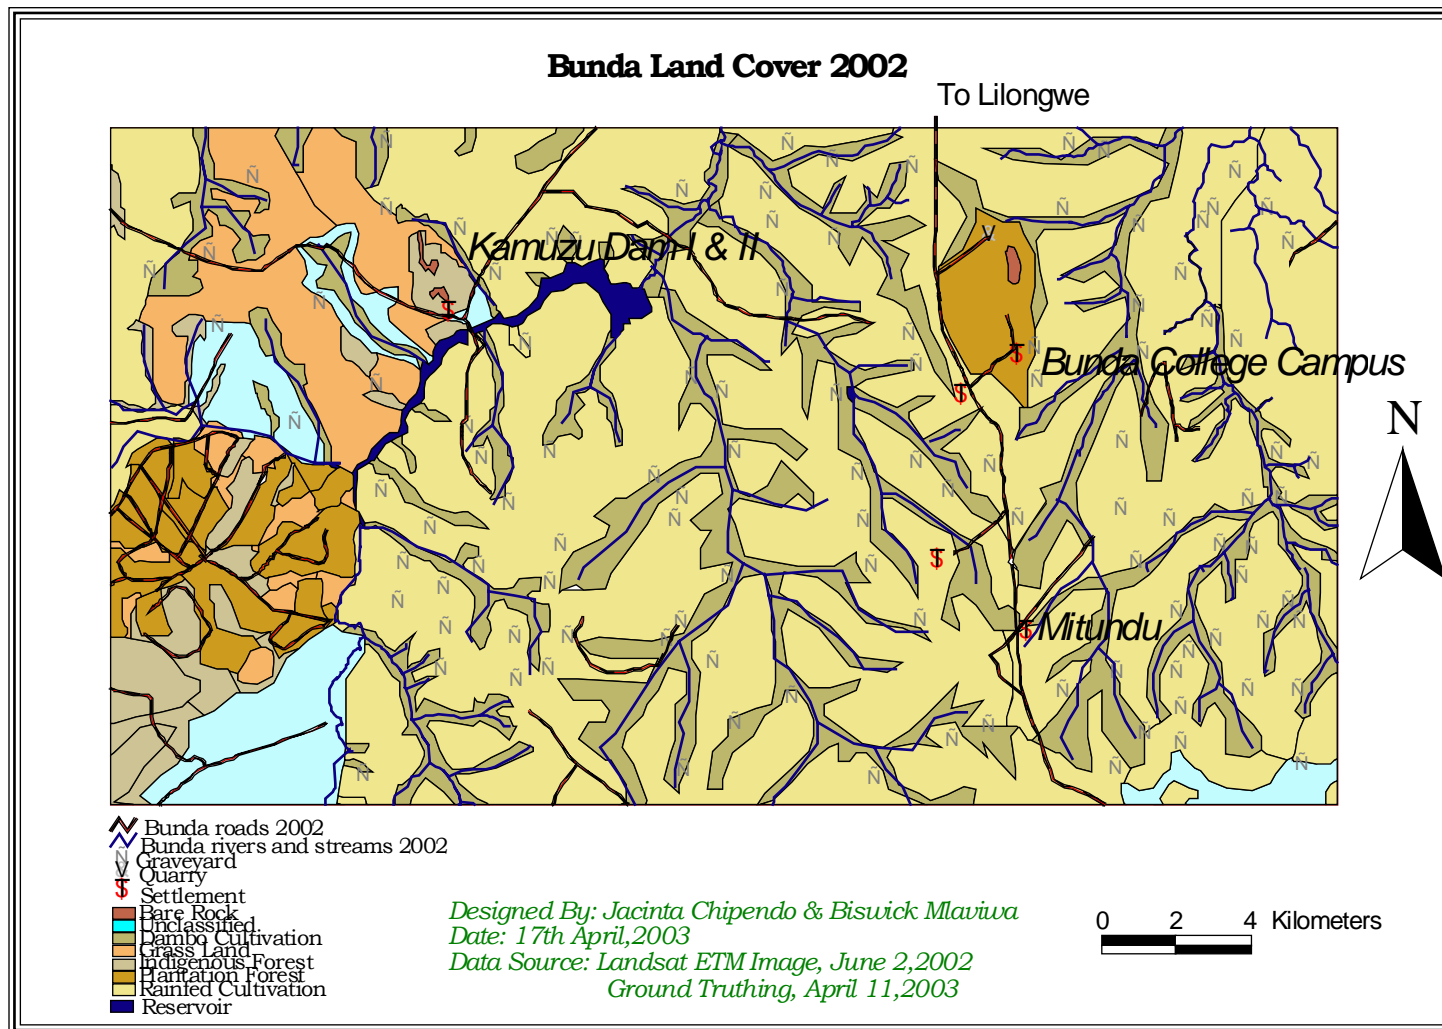 Bunda Land Cover 2002
To Lilongwe
Kamuzu Dam I & II
Bunda College Campus
N
Mitundu
Bunda roads 2002
Bunda rivers and streams 2002
Graveyard
Quarry
Settlement
Bare Rock
Unclassified.
Dambo Cultivation
Grass Land
Indigenous Forest
Plantation Forest
Rainfed Cultivation
Reservoir
Designed By: Jacinta Chipendo & Biswick Mlaviwa
Date: 17th April,2003
Data Source: Landsat ETM Image, June 2,2002
Ground Truthing, April 11,2003
0 2 4 Kilometers